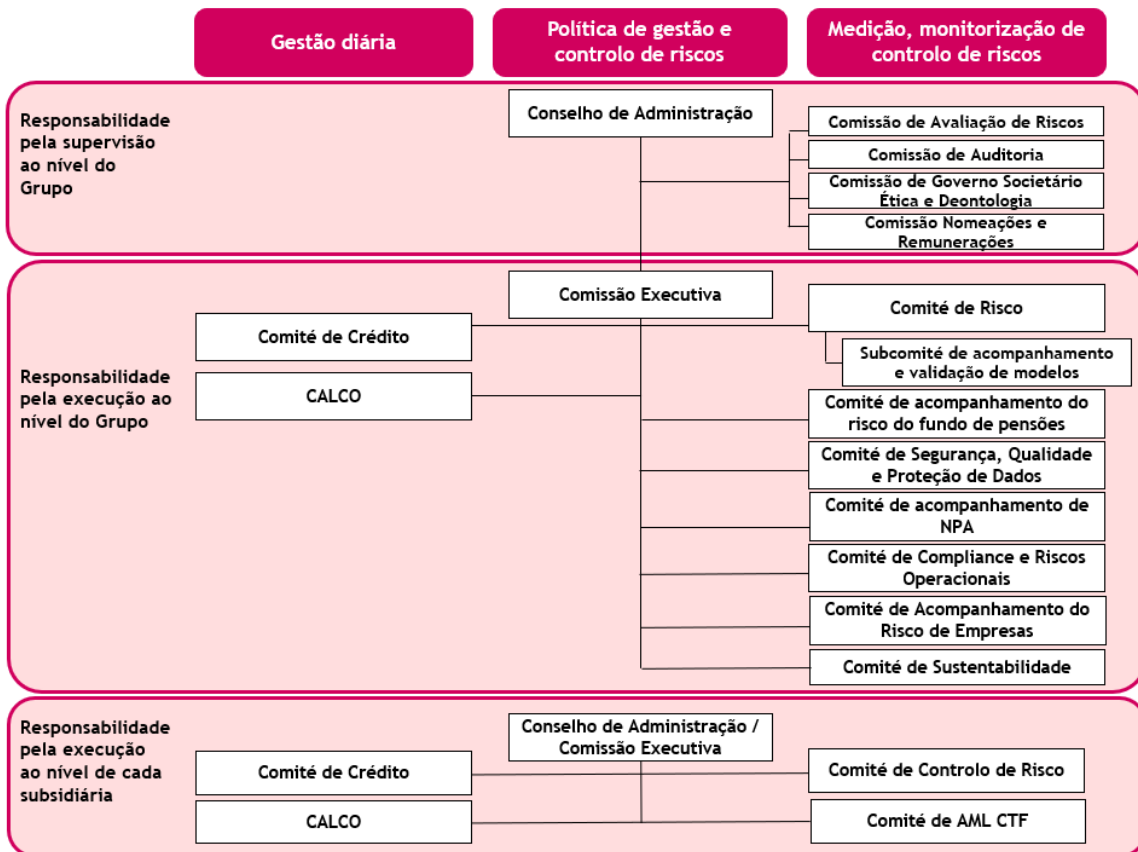 Gestão diária
Política de gestão e
controlo de riscos
Medição, monitorização de
controlo de riscos
Responsabilidade
pela supervisão
ao nível do
Grupo
Conselho de Administração
Comissão de Avaliação de Riscos
Comissão de Auditoria
Comissão de Governo Societário
Ética e Deontologia
Comissão Nomeações e
Remunerações
Responsabilidade
pela execução ao
nível do Grupo
Comissão Executiva
Comité de Crédito
CALCO
Comité de Risco
Subcomité de acompanhamento
e validação de modelos
Comité de acompanhamento do
risco do fundo de pensões
Comité de Segurança, Qualidade
e Proteção de Dados
Comité de acompanhamento de
NPA
Comité de Compliance e Riscos
Operacionais
Comité de Acompanhamento do
Risco de Empresas
Comité de Sustentabilidade
Responsabilidade
pela execução
ao nível de cada
subsidiária
Conselho de Administração /
Comissão Executiva
Comité de Crédito
CALCO
Comité de Controlo de Risco
Comité de AML CTF